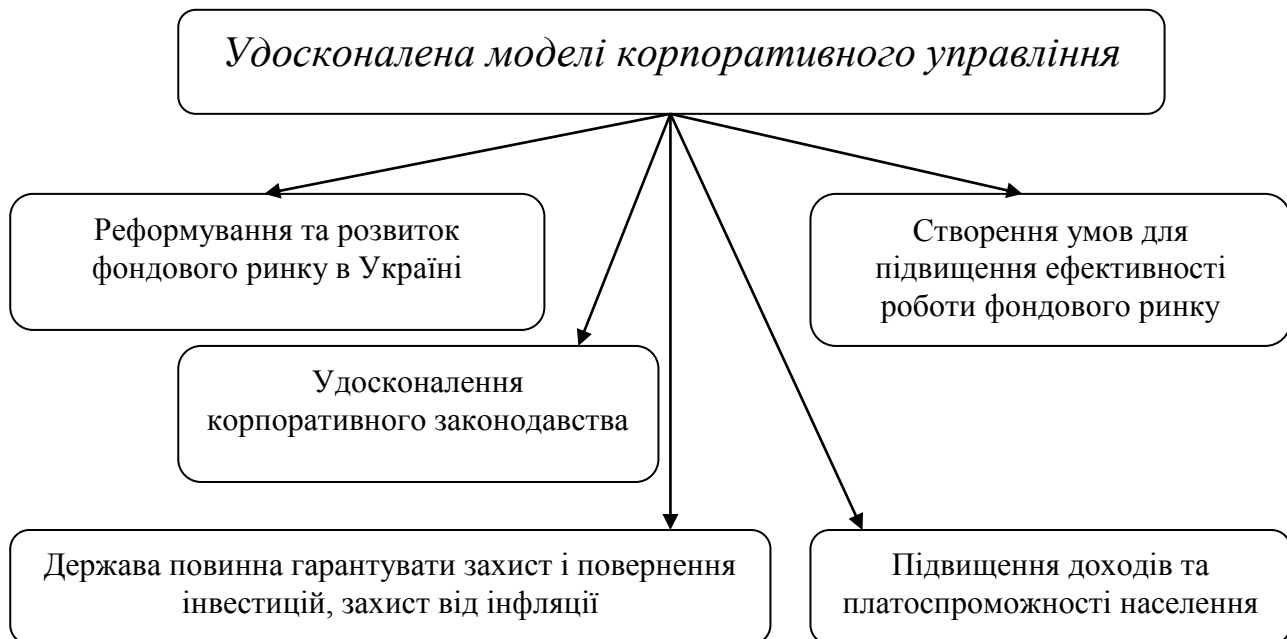 Удосконалена моделі корпоративного управління
Реформування та розвиток
фондового ринку в Україні
Створення умов для
підвищення ефективності
роботи фондового ринку
Удосконалення
корпоративного законодавства
Держава повинна гарантувати захист і повернення
інвестицій, захист від інфляції
Підвищення доходів та
платоспроможності населення